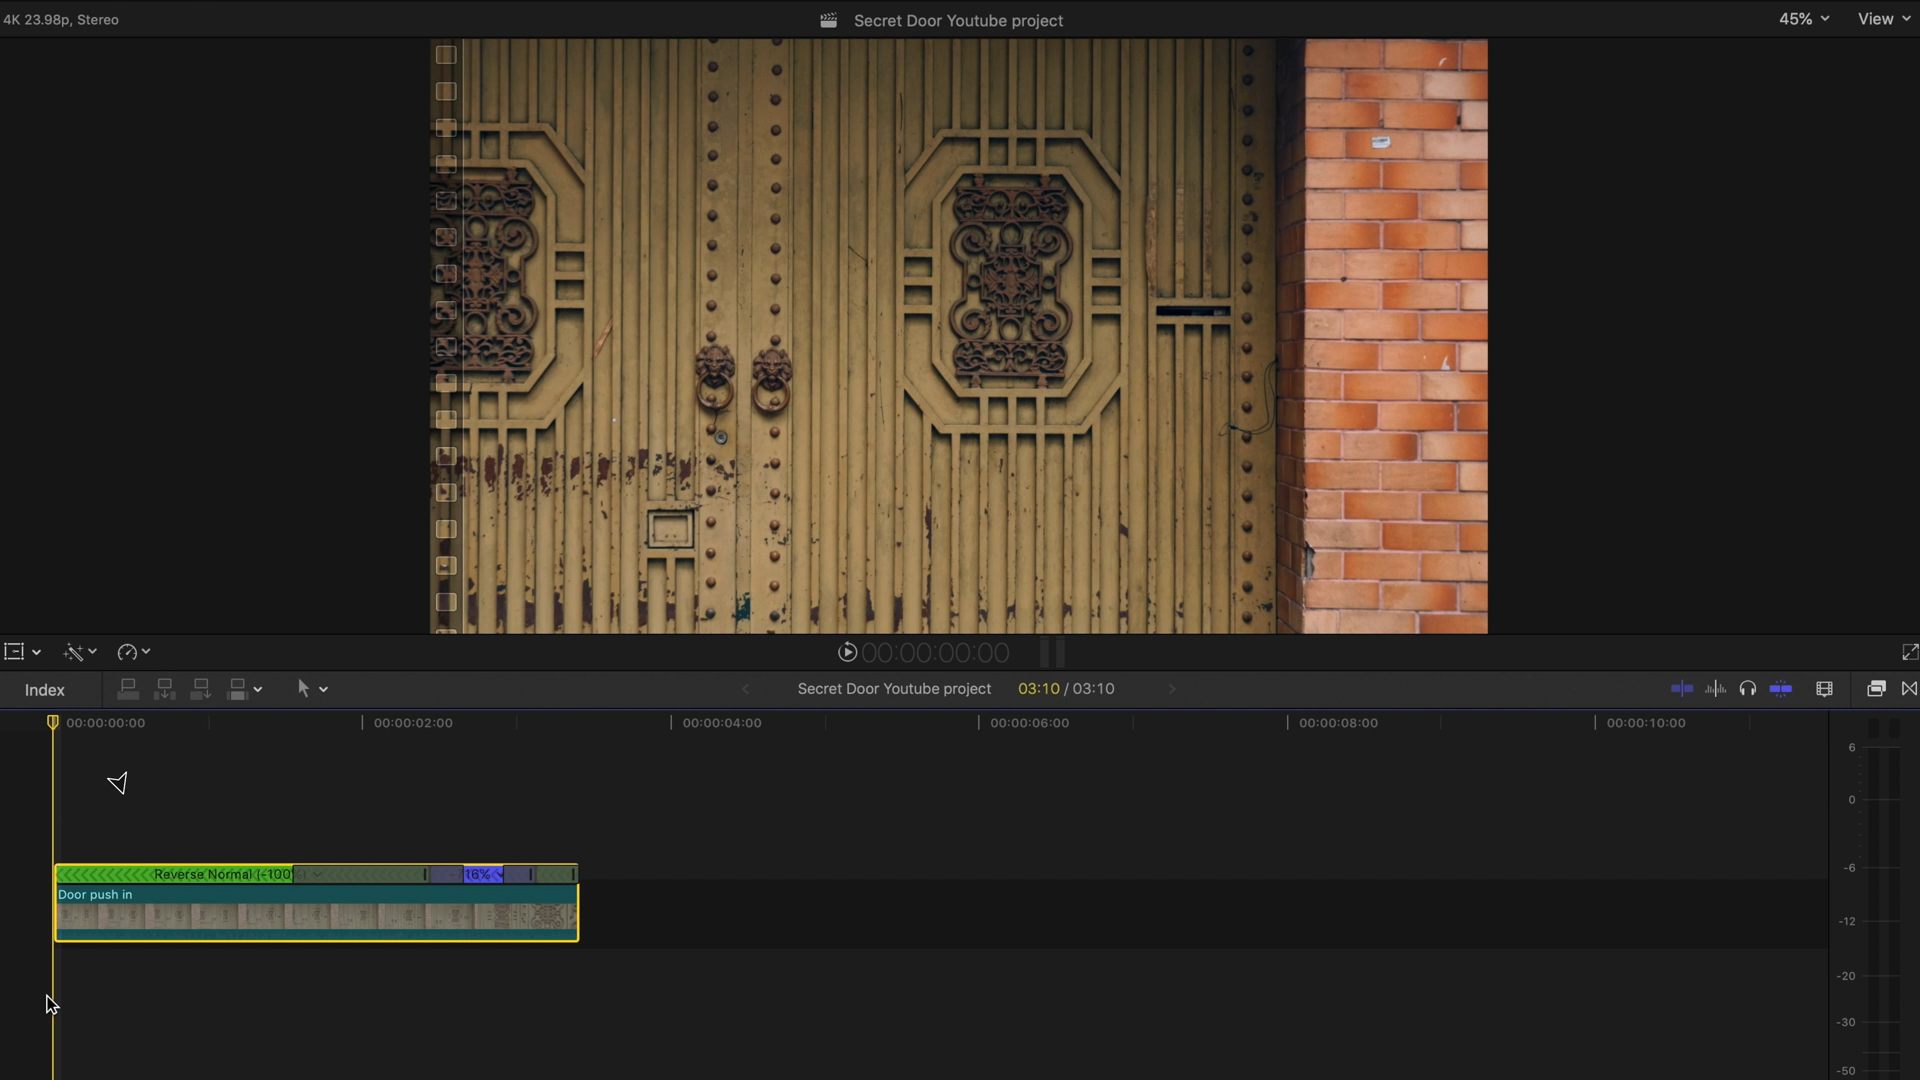 4K 23.98p, Stereo
Secret Door Youtube project
45%
View
00:00:00:00
Index
Secret Door Youtube project
03:10 / 03:10
00:00:00:00
00:00:02:00
00:00:04:00
00:00:06:00
00:00:08:00
00:00:10:00
6
0
-6
-12
-20
-30
-50
Reverse Normal (-100%)
16%
Door push in